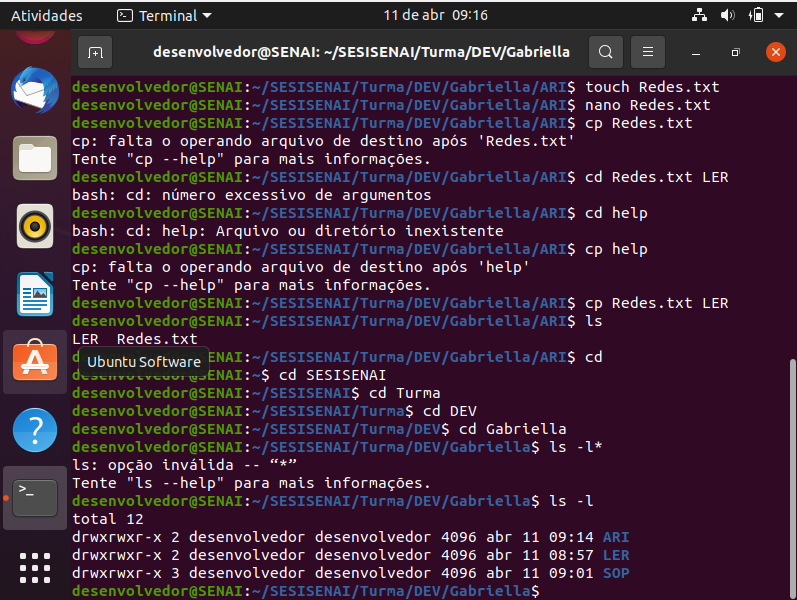 Atividades
Terminal
11 de abr 09:16
desenvolvedor@SENAI: ~/SESISENAI/Turma/DEV/Gabriella
desenvolvedor@SENAI:~/SESISENAI/Turma/DEV/Gabriella/ARI$ touch Redes.txt
desenvolvedor@SENAI:~/SESISENAI/Turma/DEV/Gabriella/ARI$ nano Redes.txt
desenvolvedor@SENAI:~/SESISENAI/Turma/DEV/Gabriella/ARI$ cp Redes.txt
cp: falta o operando arquivo de destino após 'Redes.txt'
Tente "cp --help" para mais informações.
desenvolvedor@SENAI:~/SESISENAI/Turma/DEV/Gabriella/ARI$ cd Redes.txt LER
bash: cd: número excessivo de argumentos
desenvolvedor@SENAI:~/SESISENAI/Turma/DEV/Gabriella/ARI$ cd help
bash: cd: help: Arquivo ou diretório inexistente
desenvolvedor@SENAI:~/SESISENAI/Turma/DEV/Gabriella/ARI$ cp help
cp: falta o operando arquivo de destino após 'help'
Tente "cp --help" para mais informações.
desenvolvedor@SENAI:~/SESISENAI/Turma/DEV/Gabriella/ARI$ cp Redes.txt LER
desenvolvedor@SENAI:~/SESISENAI/Turma/DEV/Gabriella/ARI$ ls
LER  Redes.txt
ENAI:~/SESISENAI/Turma/DEV/Gabriella/ARI$ cd
Ubuntu Software
ENAI:~$ cd SESISENAI
desenvolvedor@SENAI:~/SESISENAI$ cd Turma
desenvolvedor@SENAI:~/SESISENAI/Turma$ cd DEV
desenvolvedor@SENAI:~/SESISENAI/Turma/DEV$ cd Gabriella
desenvolvedor@SENAI:~/SESISENAI/Turma/DEV/Gabriella$ ls -l*
ls: opção inválida -- “*”
Tente "ls --help" para mais informações.
desenvolvedor@SENAI:~/SESISENAI/Turma/DEV/Gabriella$ ls -l
total 12
drwxrwxr-x 2 desenvolvedor desenvolvedor 4096 abr 11 09:14 ARI
drwxrwxr-x 2 desenvolvedor desenvolvedor 4096 abr 11 08:57 LER
drwxrwxr-x 3 desenvolvedor desenvolvedor 4096 abr 11 09:01 SOP
desenvolvedor@SENAI:~/SESISENAI/Turma/DEV/Gabriella$